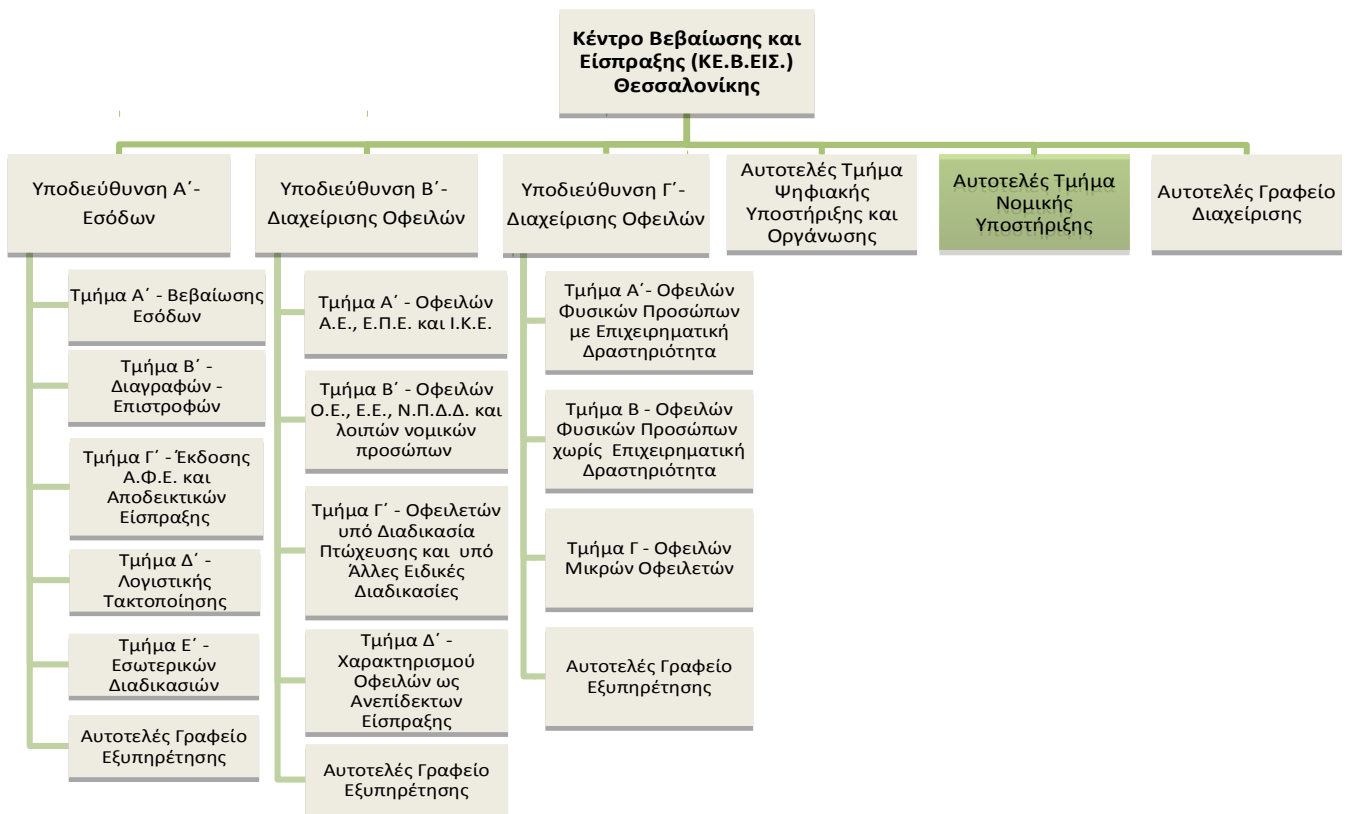 Κέντρο Βεβαίωσης και
Είσπραξης (ΚΕ.Β.ΕΙΣ.)
Θεσσαλονίκης
Υποδιεύθυνση Α΄-
Εσόδων
Υποδιεύθυνση Β΄-
Διαχείρισης Οφειλών
Υποδιεύθυνση Γ΄-
Διαχείρισης Οφειλών
Αυτοτελές Τμήμα
Ψηφιακής
Υποστήριξης και
Οργάνωσης
Αυτοτελές Τμήμα
Νομικής
Υποστήριξης
Αυτοτελές Γραφείο
Διαχείρισης
Τμήμα Α΄ - Βεβαίωσης
Εσόδων
Τμήμα Β΄ -
Διαγραφών -
Επιστροφών
Τμήμα Γ΄ - Έκδοσης
Α.Φ.Ε. και
Αποδεικτικών
Είσπραξης
Τμήμα Δ΄ -
Λογιστικής
Τακτοποίησης
Τμήμα Ε΄ -
Εσωτερικών
Διαδικασιών
Αυτοτελές Γραφείο
Εξυπηρέτησης
Τμήμα Α΄ - Οφειλών
Α.Ε., Ε.Π.Ε. και Ι.Κ.Ε.
Τμήμα Β΄ - Οφειλών
Ο.Ε., Ε.Ε., Ν.Π.Δ.Δ. και
λοιπών νομικών
προσώπων
Τμήμα Γ΄ - Οφειλετών
υπό Διαδικασία
Πτώχευσης και υπό
Άλλες Ειδικές
Διαδικασίες
Τμήμα Δ΄ -
Χαρακτηρισμού
Οφειλών ως
Ανεπίδεκτων
Είσπραξης
Αυτοτελές Γραφείο
Εξυπηρέτησης
Τμήμα Α΄- Οφειλών
Φυσικών Προσώπων
με Επιχειρηματική
Δραστηριότητα
Τμήμα Β - Οφειλών
Φυσικών Προσώπων
χωρίς Επιχειρηματική
Δραστηριότητα
Τμήμα Γ - Οφειλών
Μικρών Οφειλετών
Αυτοτελές Γραφείο
Εξυπηρέτησης